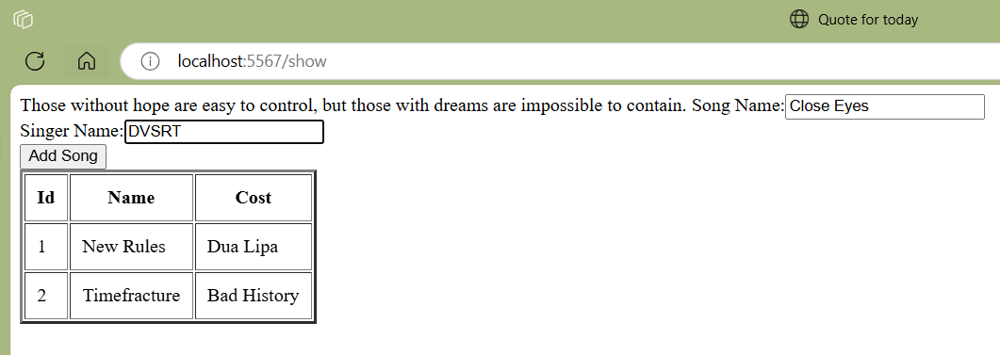 Quote for today
localhost:5567/show
Those without hope are easy to control, but those with dreams are impossible to contain. Song Name: Close Eyes
Singer Name: DVSRT
Add Song
Id Name Cost
1 New Rules Dua Lipa
2 Timefracture Bad History